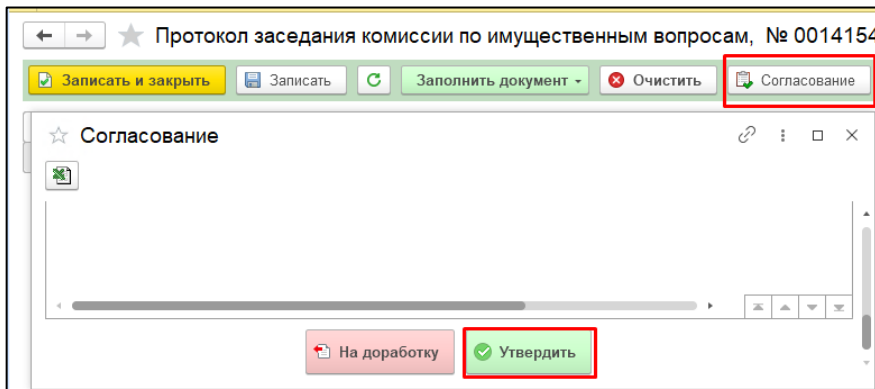 Протокол заседания комиссии по имущественным вопросам, № 0014154
Записать и закрыть Записать Заполнить документ Очистить Согласование
Согласование
На доработку Утвердить